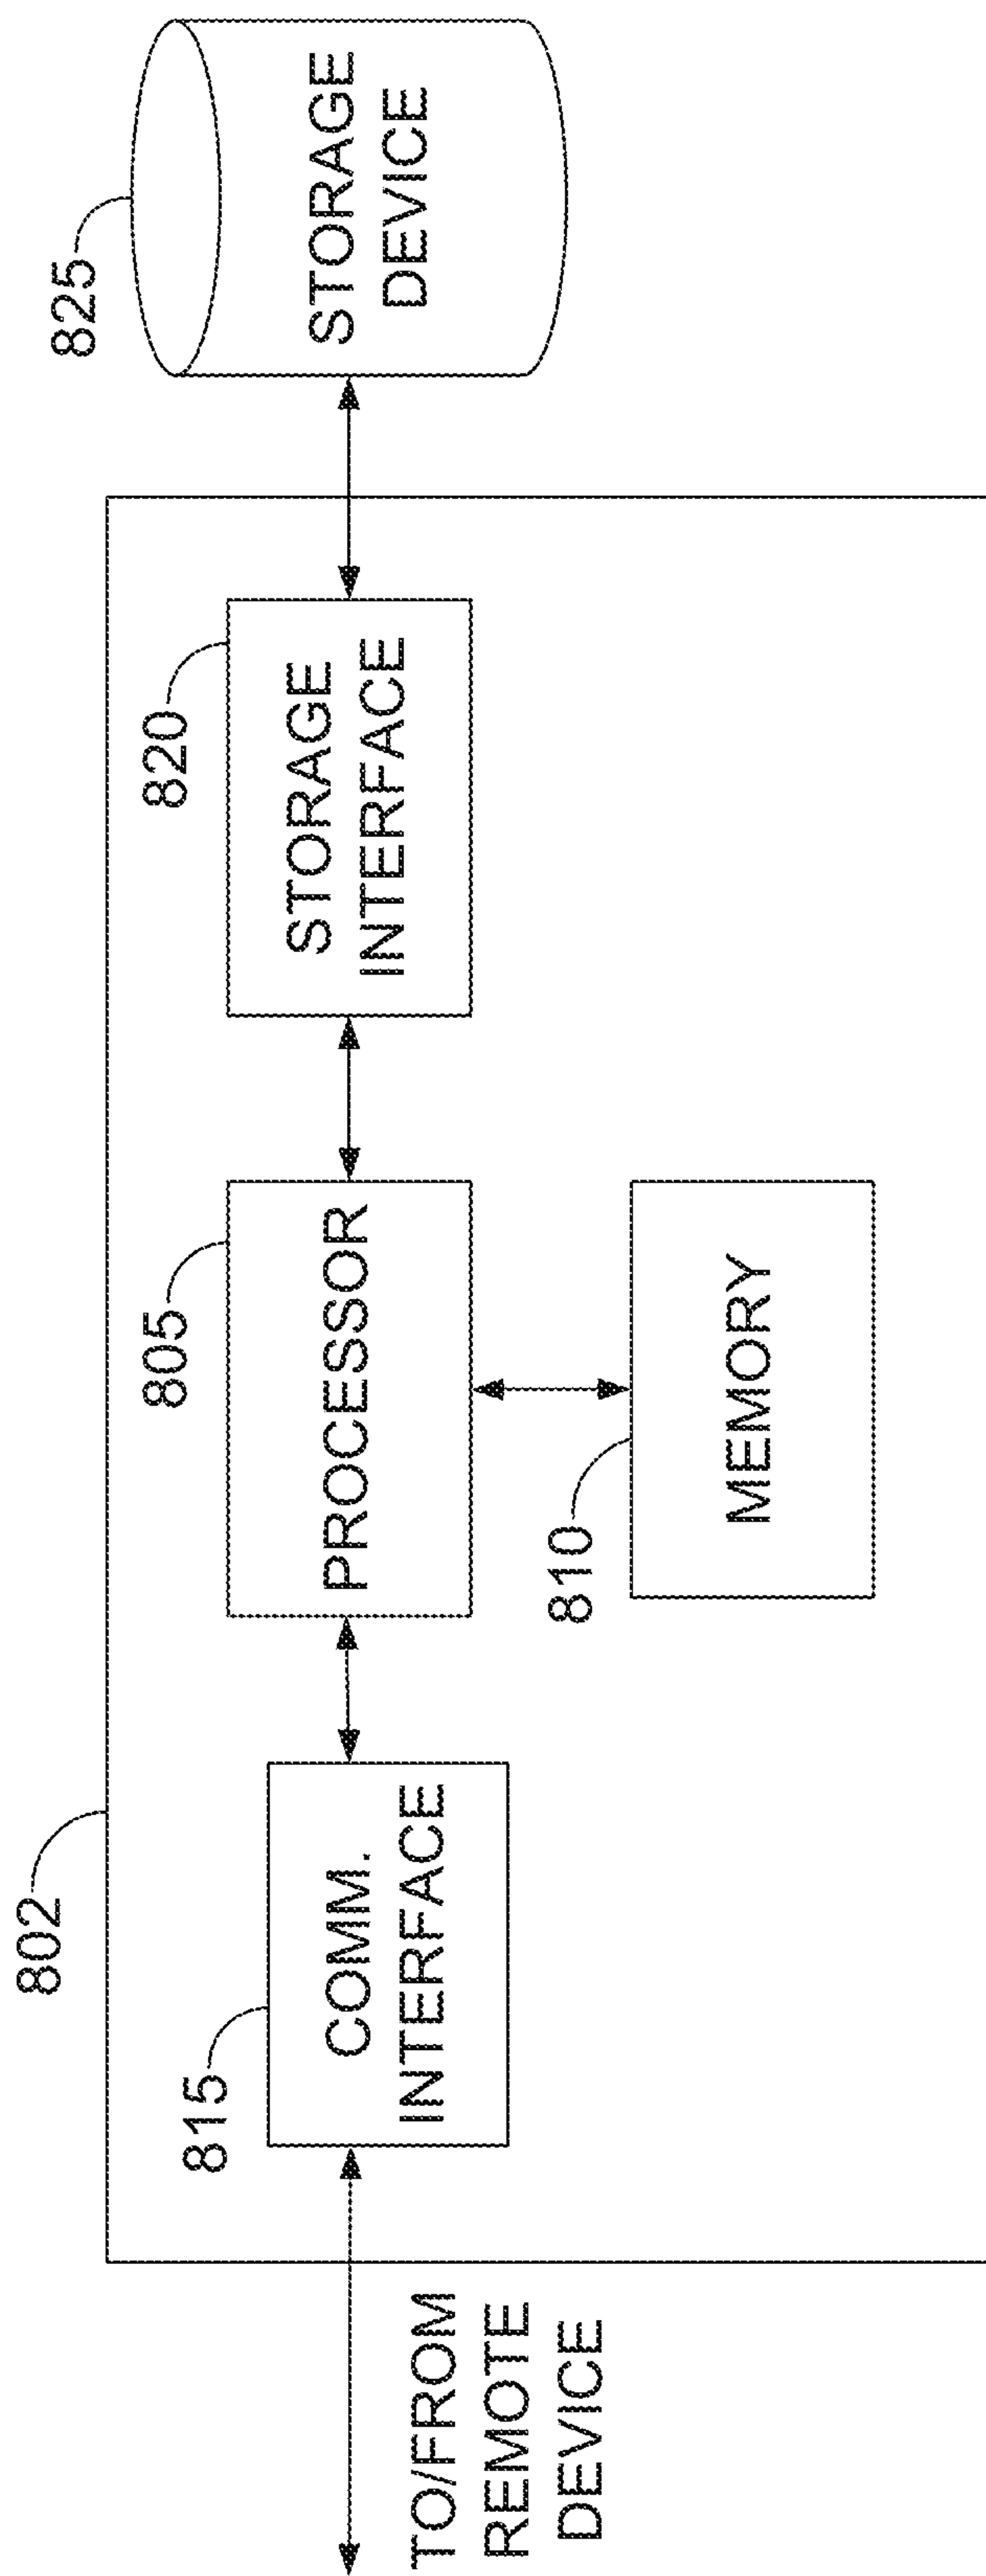 802
825
815
COMM.
INTERFACE
805
PROCESSOR
820
STORAGE
INTERFACE
STORAGE
DEVICE
TO/FROM
REMOTE
DEVICE
810
MEMORY